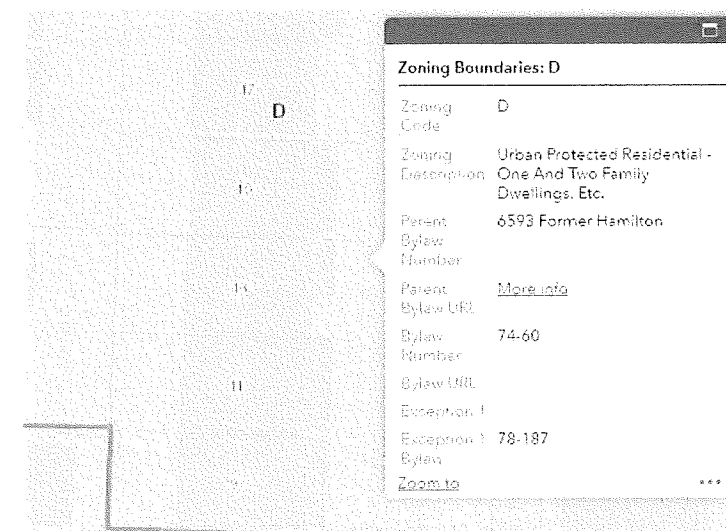 17
D
15
13
11
Zoning Boundaries: D
Zoning Code D
Zoning Description Urban Protected Residential -
One And Two Family
Dwellings, Etc.
Parent Bylaw Number 6593 Former Hamilton
Parent Bylaw URL More info
Bylaw Number 74-60
Bylaw URL
Exception 1
Exception 1 Bylaw 78-187
Zoom to